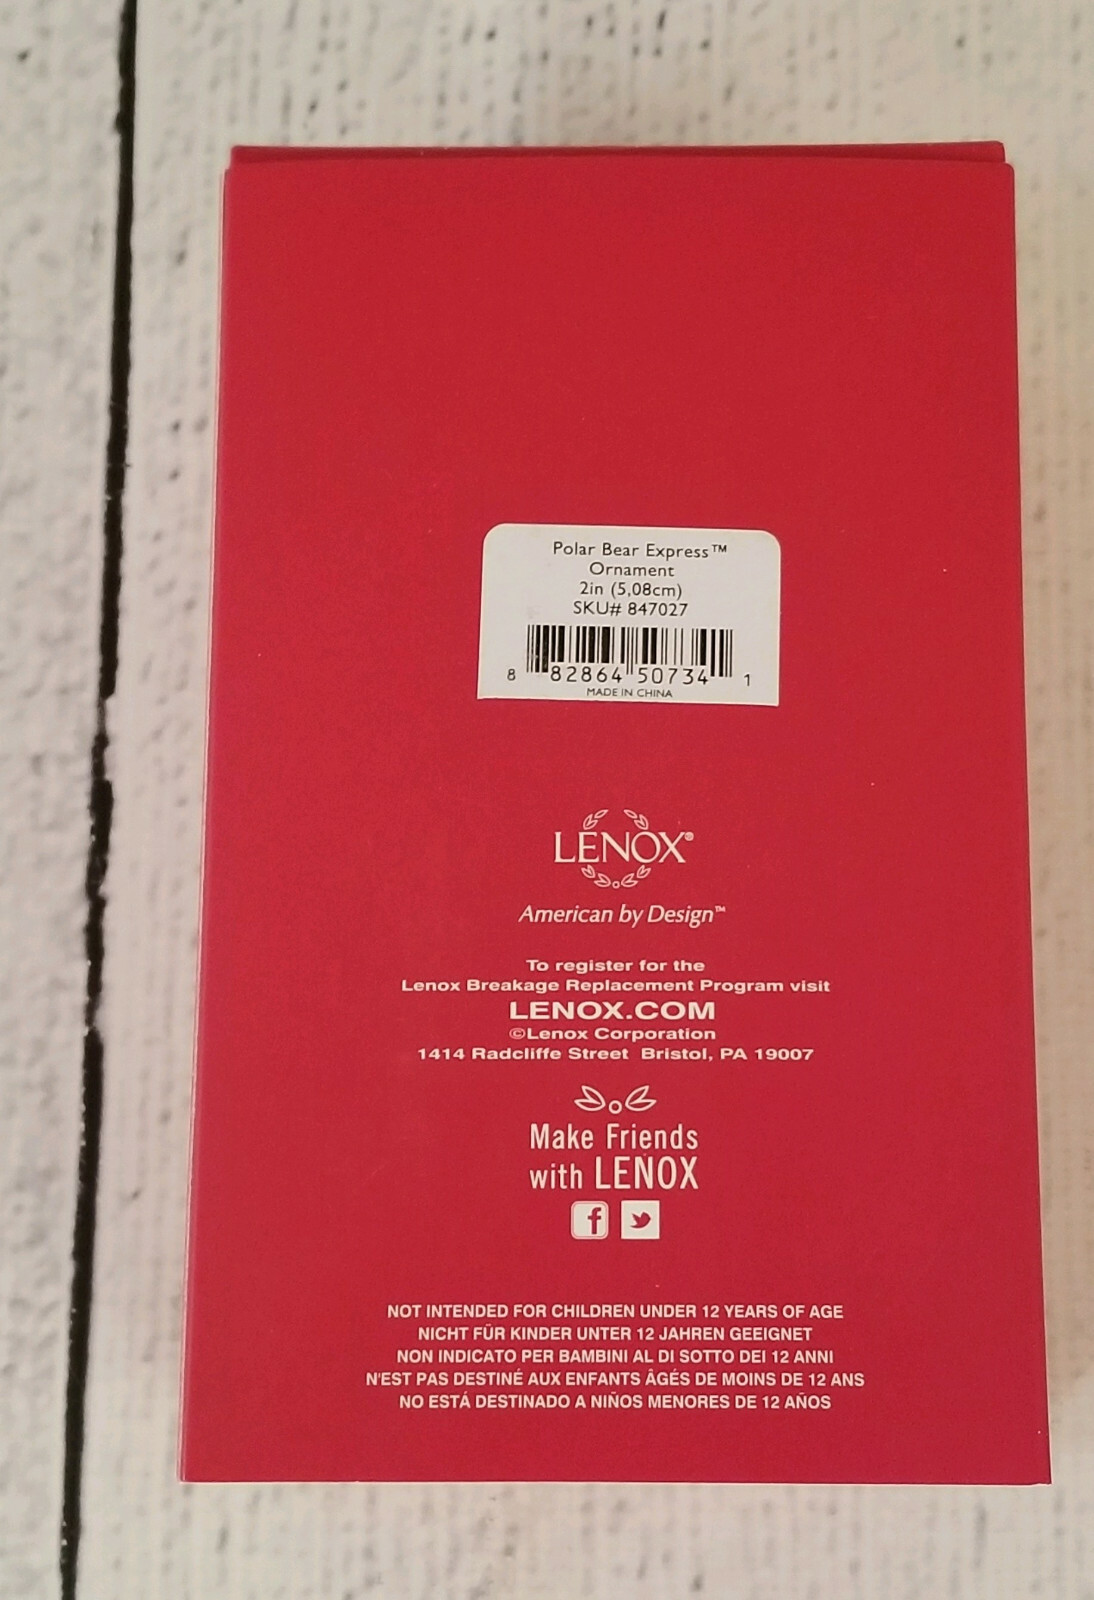 Polar Bear Express™
Ornament
2in (5,08cm)
SKU# 847027
8 82864 50734 1
MADE IN CHINA
LENOX®
American by Design™
To register for the
Lenox Breakage Replacement Program visit
LENOX.COM
©Lenox Corporation
1414 Radcliffe Street Bristol, PA 19007
Make Friends
with LENOX
f
NOT INTENDED FOR CHILDREN UNDER 12 YEARS OF AGE
NICHT FÜR KINDER UNTER 12 JAHREN GEEIGNET
NON INDICATO PER BAMBINI AL DI SOTTO DEI 12 ANNI
N'EST PAS DESTINÉ AUX ENFANTS ÂGÉS DE MOINS DE 12 ANS
NO ESTÁ DESTINADO A NIÑOS MENORES DE 12 AÑOS